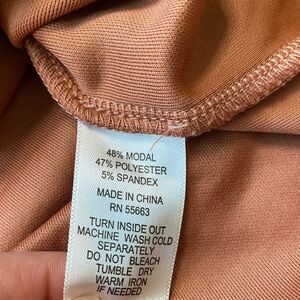 48% MODAL
47% POLYESTER
5% SPANDEX
MADE IN CHINA
RN 55663
TURN INSIDE OUT
MACHINE WASH COLD
SEPARATELY
DO NOT BLEACH
TUMBLE DRY
WARM IRON
IF NEEDED